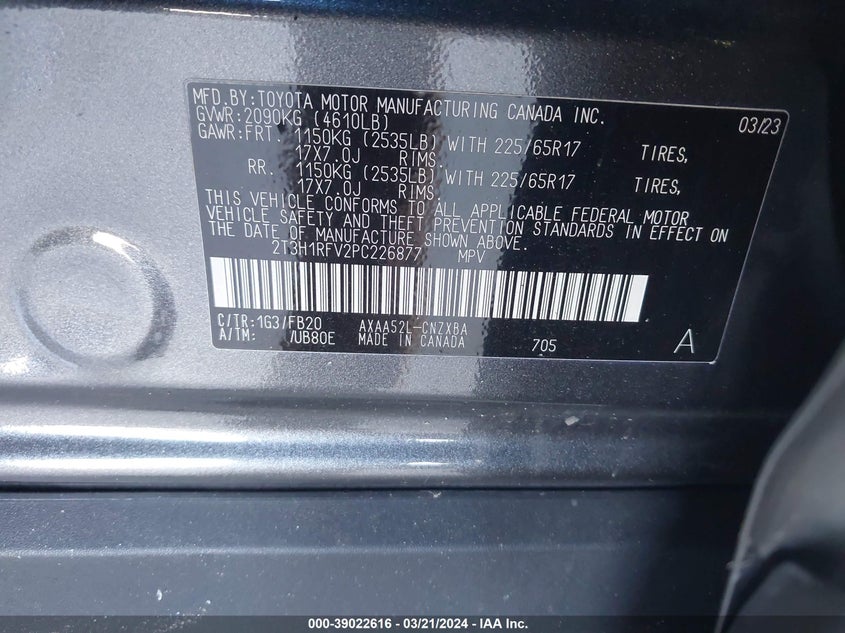 MFD.BY:TOYOTA MOTOR MANUFACTURING CANADA INC. 03/23
GVWR:2090KG (4610LB)
GAWR:FRT. 1150KG (2535LB) WITH 225/65R17 TIRES,
17X7.0J RIMS.
RR. 1150KG (2535LB) WITH 225/65R17 TIRES,
17X7.0J RIMS.
THIS VEHICLE CONFORMS TO ALL APPLICABLE FEDERAL MOTOR
VEHICLE SAFETY AND THEFT PREVENTION STANDARDS IN EFFECT ON
THE DATE OF MANUFACTURE SHOWN ABOVE.
2T3H1RFV2PC226877 MPV
C/TR:1G3/FB20 AXAA52L-CNZXBA
A/TM: /UB80E MADE IN CANADA 705 A
000-39022616 - 03/21/2024 - IAA Inc.